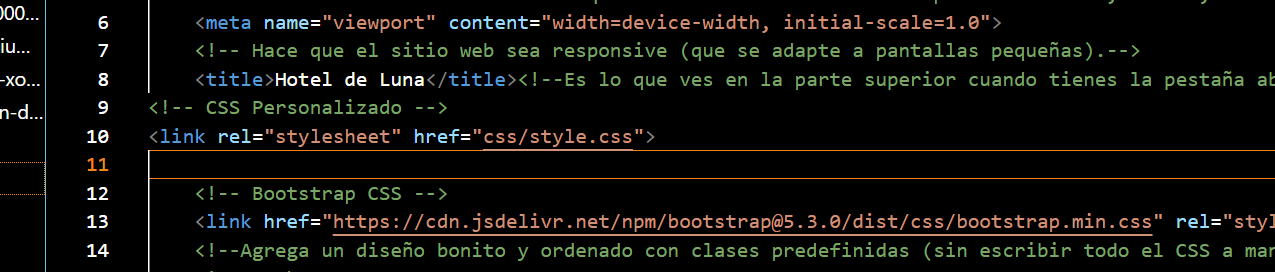 000...
6 <meta name="viewport" content="width=device-width, initial-scale=1.0">
iu...
7 <!-- Hace que el sitio web sea responsive (que se adapte a pantallas pequeñas).-->
-xo...
8 <title>Hotel de Luna</title><!--Es lo que ves en la parte superior cuando tienes la pestaña ab
n-d...
9 <!-- CSS Personalizado -->
10 <link rel="stylesheet" href="css/style.css">
11
12 <!-- Bootstrap CSS -->
13 <link href="https://cdn.jsdelivr.net/npm/bootstrap@5.3.0/dist/css/bootstrap.min.css" rel="styl
14 <!--Agrega un diseño bonito y ordenado con clases predefinidas (sin escribir todo el CSS a man